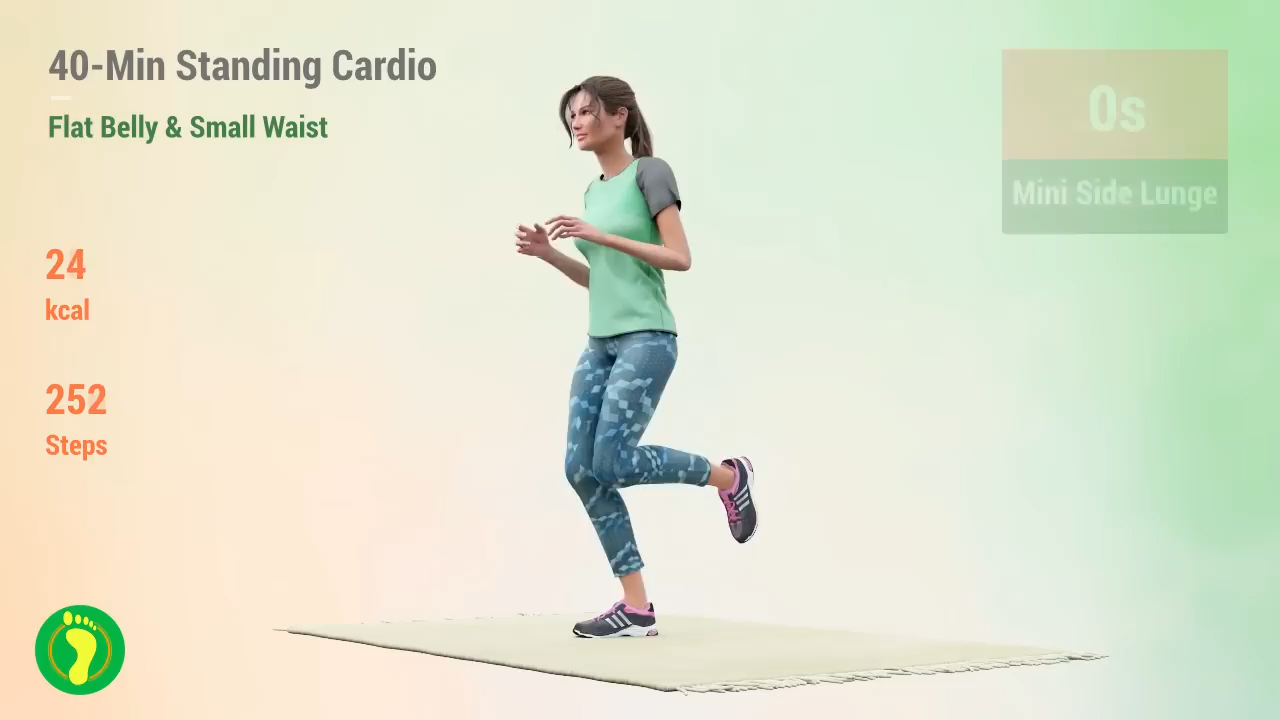 40-Min Standing Cardio
Flat Belly & Small Waist
0s
Mini Side Lunge
24
kcal
252
Steps